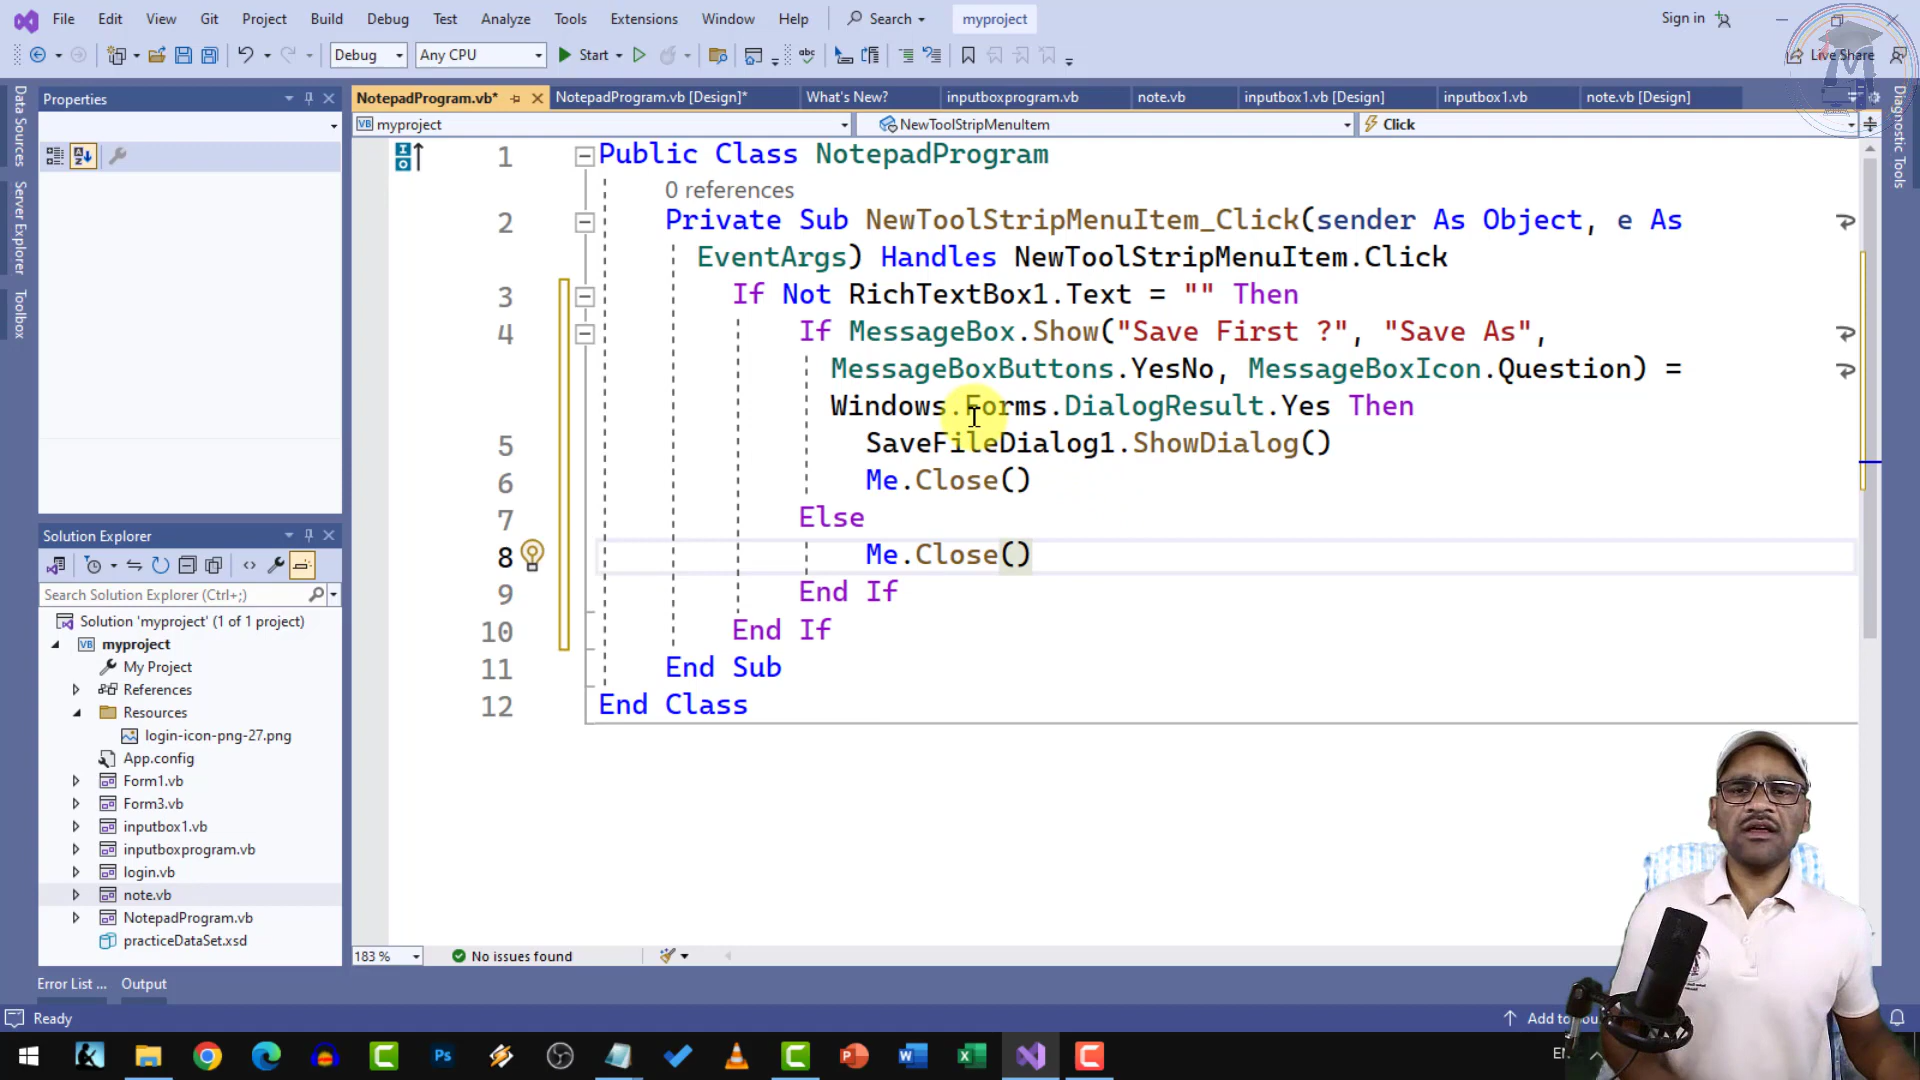 File Edit View Git Project Build Debug Test Analyze Tools Extensions Window Help Search myproject Sign in
Debug Any CPU Start Live Share
Data Sources
Server Explorer
Toolbox
Properties
NotepadProgram.vb* NotepadProgram.vb [Design]* What's New? inputboxprogram.vb note.vb inputbox1.vb [Design] inputbox1.vb note.vb [Design]
myproject NewToolStripMenuItem Click
Diagnostic Tools
1 Public Class NotepadProgram
0 references
2 Private Sub NewToolStripMenuItem_Click(sender As Object, e As
EventArgs) Handles NewToolStripMenuItem.Click
3 If Not RichTextBox1.Text = "" Then
4 If MessageBox.Show("Save First ?", "Save As",
MessageBoxButtons.YesNo, MessageBoxIcon.Question) =
Windows.Forms.DialogResult.Yes Then
5 SaveFileDialog1.ShowDialog()
6 Me.Close()
7 Else
8 Me.Close()
9 End If
10 End If
11 End Sub
12 End Class
Solution Explorer
Search Solution Explorer (Ctrl+;)
Solution 'myproject' (1 of 1 project)
myproject
My Project
References
Resources
login-icon-png-27.png
App.config
Form1.vb
Form3.vb
inputbox1.vb
inputboxprogram.vb
login.vb
note.vb
NotepadProgram.vb
practiceDataSet.xsd
183 % No issues found
Error List ... Output
Ready Add to